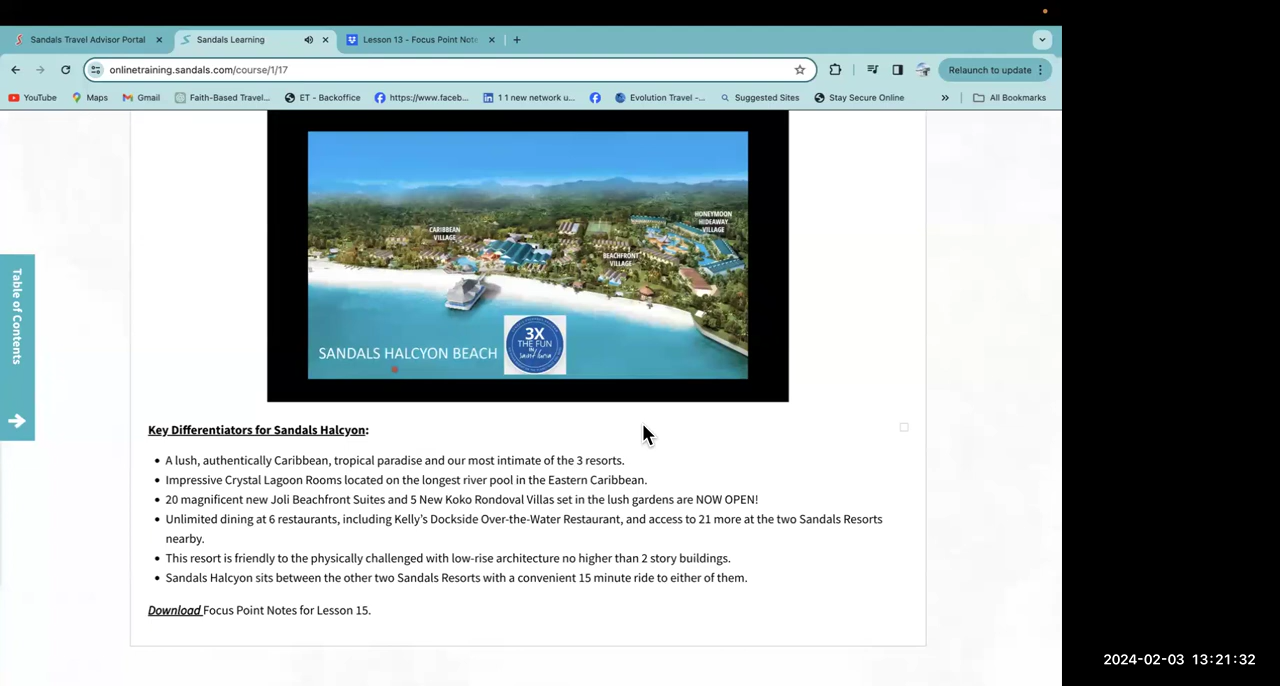 Sandals Travel Advisor Portal
Sandals Learning
Lesson 13 - Focus Point Not
onlinetraining.sandals.com/course/1/17
Relaunch to update
YouTube
Maps
Gmail
Faith-Based Travel...
ET - Backoffice
https://www.faceb...
1 1 new network u...
Evolution Travel -...
Suggested Sites
Stay Secure Online
»
All Bookmarks
Table of Contents
CARIBBEAN
VILLAGE
HONEYMOON
HIDEAWAY
VILLAGE
BEACHFRONT
VILLAGE
SANDALS HALCYON BEACH
3X
THE FUN
Key Differentiators for Sandals Halcyon:
• A lush, authentically Caribbean, tropical paradise and our most intimate of the 3 resorts.
• Impressive Crystal Lagoon Rooms located on the longest river pool in the Eastern Caribbean.
• 20 magnificent new Joli Beachfront Suites and 5 New Koko Rondoval Villas set in the lush gardens are NOW OPEN!
• Unlimited dining at 6 restaurants, including Kelly's Dockside Over-the-Water Restaurant, and access to 21 more at the two Sandals Resorts
nearby.
• This resort is friendly to the physically challenged with low-rise architecture no higher than 2 story buildings.
• Sandals Halcyon sits between the other two Sandals Resorts with a convenient 15 minute ride to either of them.
Download Focus Point Notes for Lesson 15.
2024-02-03 13:21:32